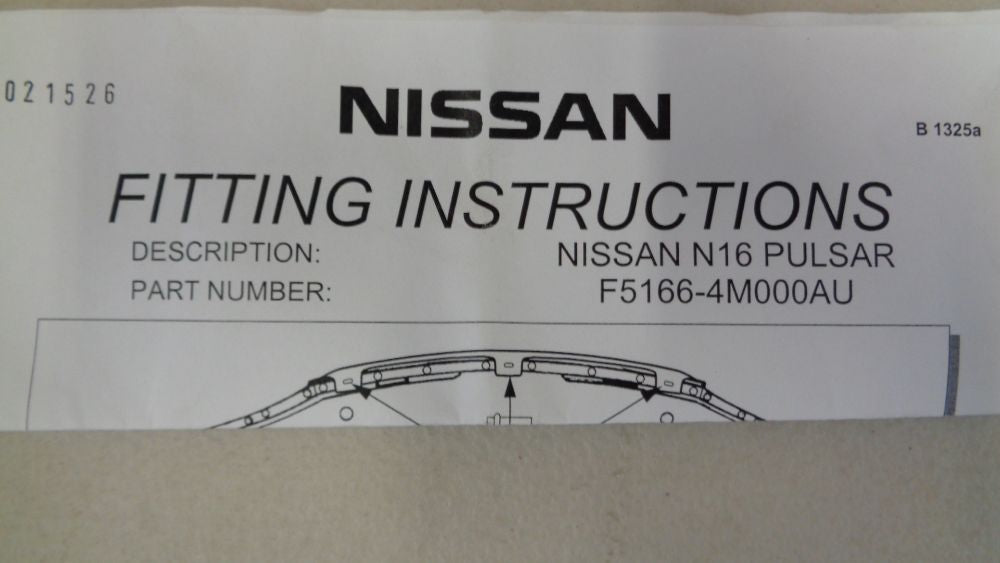 021526
NISSAN
B 1325a
FITTING INSTRUCTIONS
DESCRIPTION: NISSAN N16 PULSAR
PART NUMBER: F5166-4M000AU